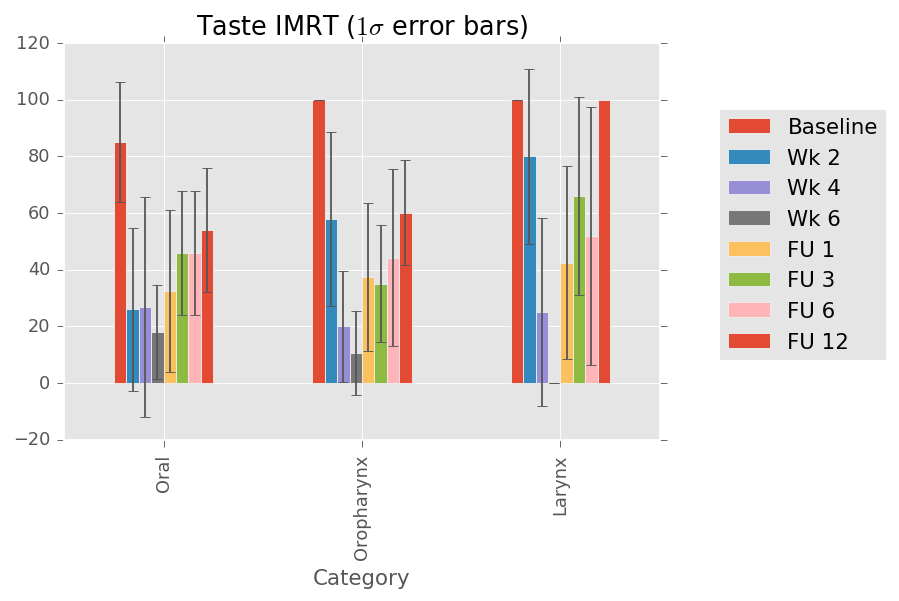 Taste IMRT (1σ error bars)
120
100
80
60
40
20
0
−20
Oral
Oropharynx
Larynx
Category
Baseline
Wk 2
Wk 4
Wk 6
FU 1
FU 3
FU 6
FU 12